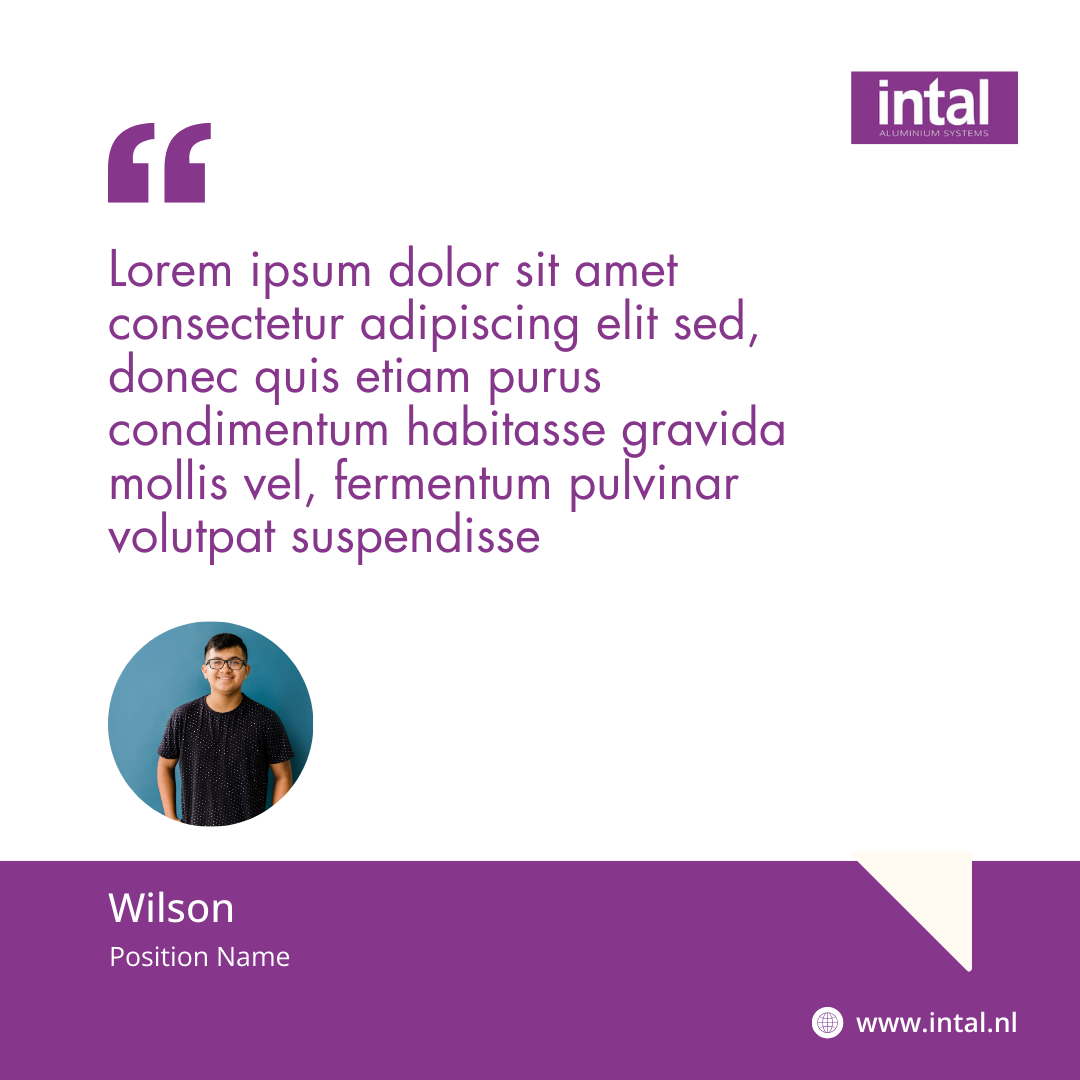 intal
ALUMINIUM SYSTEMS
“
Lorem ipsum dolor sit amet
consectetur adipiscing elit sed,
donec quis etiam purus
condimentum habitasse gravida
mollis vel, fermentum pulvinar
volutpat suspendisse
Wilson
Position Name
www.intal.nl